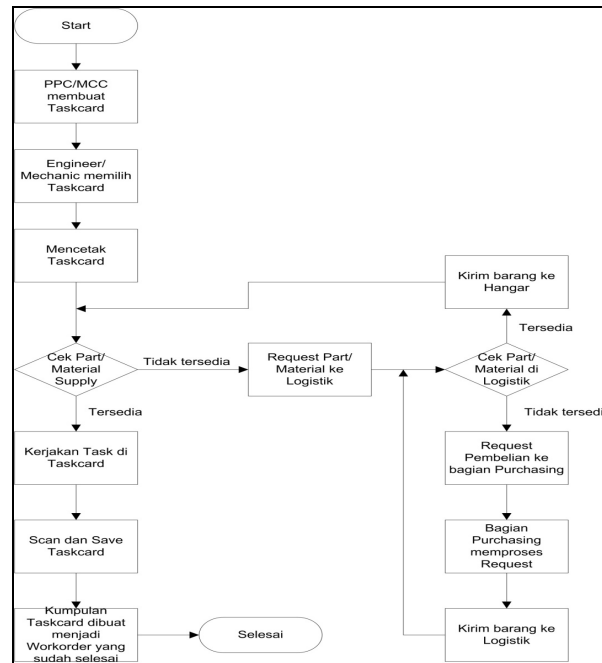 Start
PPC/MCC
membuat
Taskcard
Engineer/
Mechanic memilih
Taskcard
Mencetak
Taskcard
Kirim barang ke
Hangar
Tersedia
Cek Part/
Material
Supply
Tidak tersedia
Request Part/
Material ke
Logistik
Cek Part/
Material di
Logistik
Tersedia
Tidak tersedi
Kerjakan Task di
Taskcard
Request
Pembelian ke
bagian Purchasing
Scan dan Save
Taskcard
Bagian
Purchasing
memproses
Request
Kumpulan
Taskcard dibuat
menjadi
Workorder yang
sudah selesai
Selesai
Kirim barang ke
Logistik